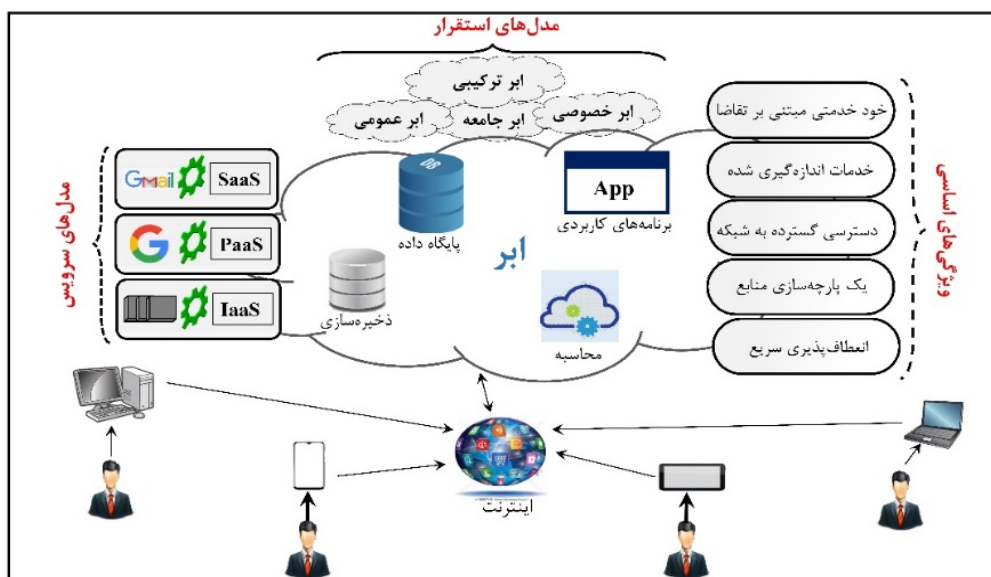 مدل‌های استقرار
ابر ترکیبی
ابر خصوصی
ابر جامعه
ابر عمومی
خود خدمتی مبتنی بر تقاضا
خدمات اندازه‌گیری شده
دسترسی گسترده به شبکه
یک پارچه‌سازی منابع
انعطاف‌پذیری سریع
ویژگی‌های اساسی
App
برنامه‌های کاربردی
DB
پایگاه داده
ابر
ذخیره‌سازی
محاسبه
Gmail SaaS
G PaaS
IaaS
مدل‌های سرویس
اینترنت